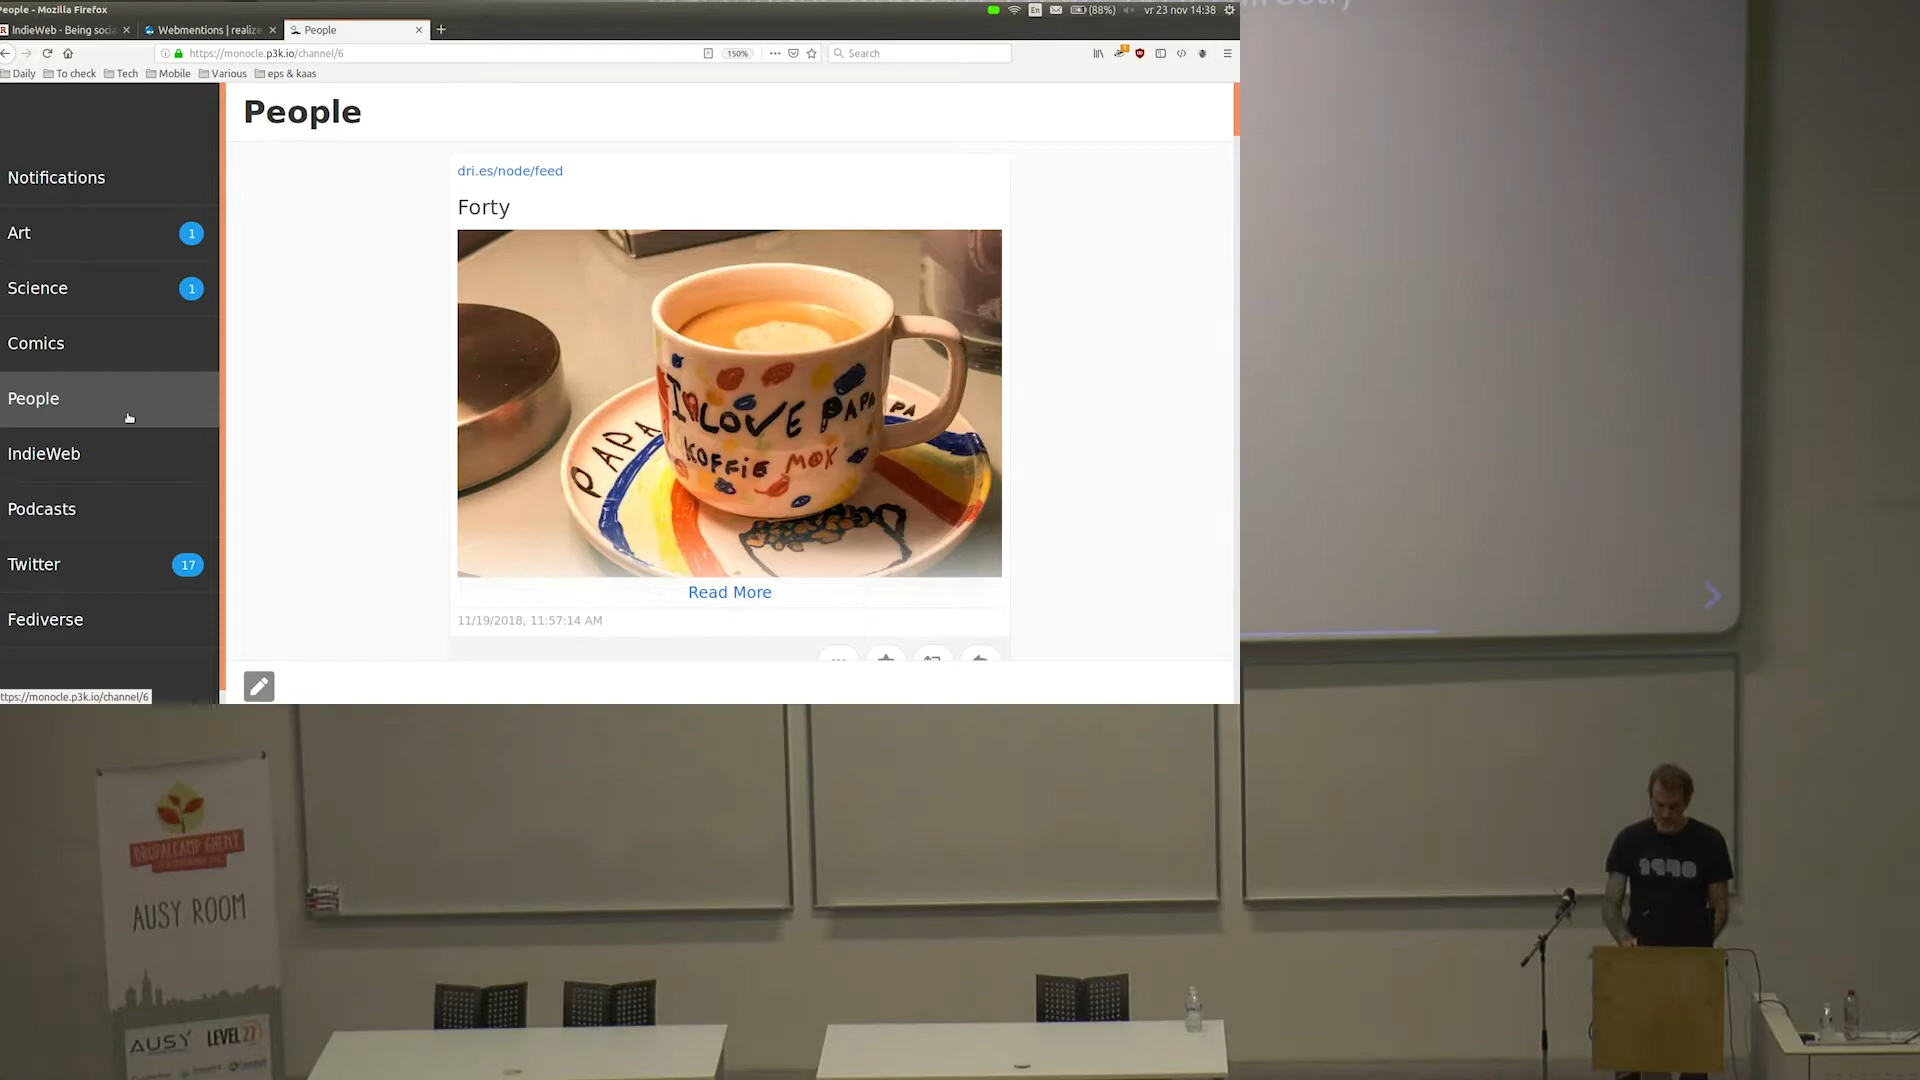 People - Mozilla Firefox
En
(88%)
vr 23 nov 14:38
IndieWeb - Being socia
Webmentions | realize
People
https://monocle.p3k.io/channel/6
150%
Search
Daily
To check
Tech
Mobile
Various
eps & kaas
People
Notifications
Art 1
Science 1
Comics
People
IndieWeb
Podcasts
Twitter 17
Fediverse
dri.es/node/feed
Forty
I LOVE PAPA
KOFFIE MOK
PAPA
PA
Read More
11/19/2018, 11:57:14 AM
ttps://monocle.p3k.io/channel/6
DRUPALCAMP GHENT
AUSY ROOM
AUSY
LEVEL27